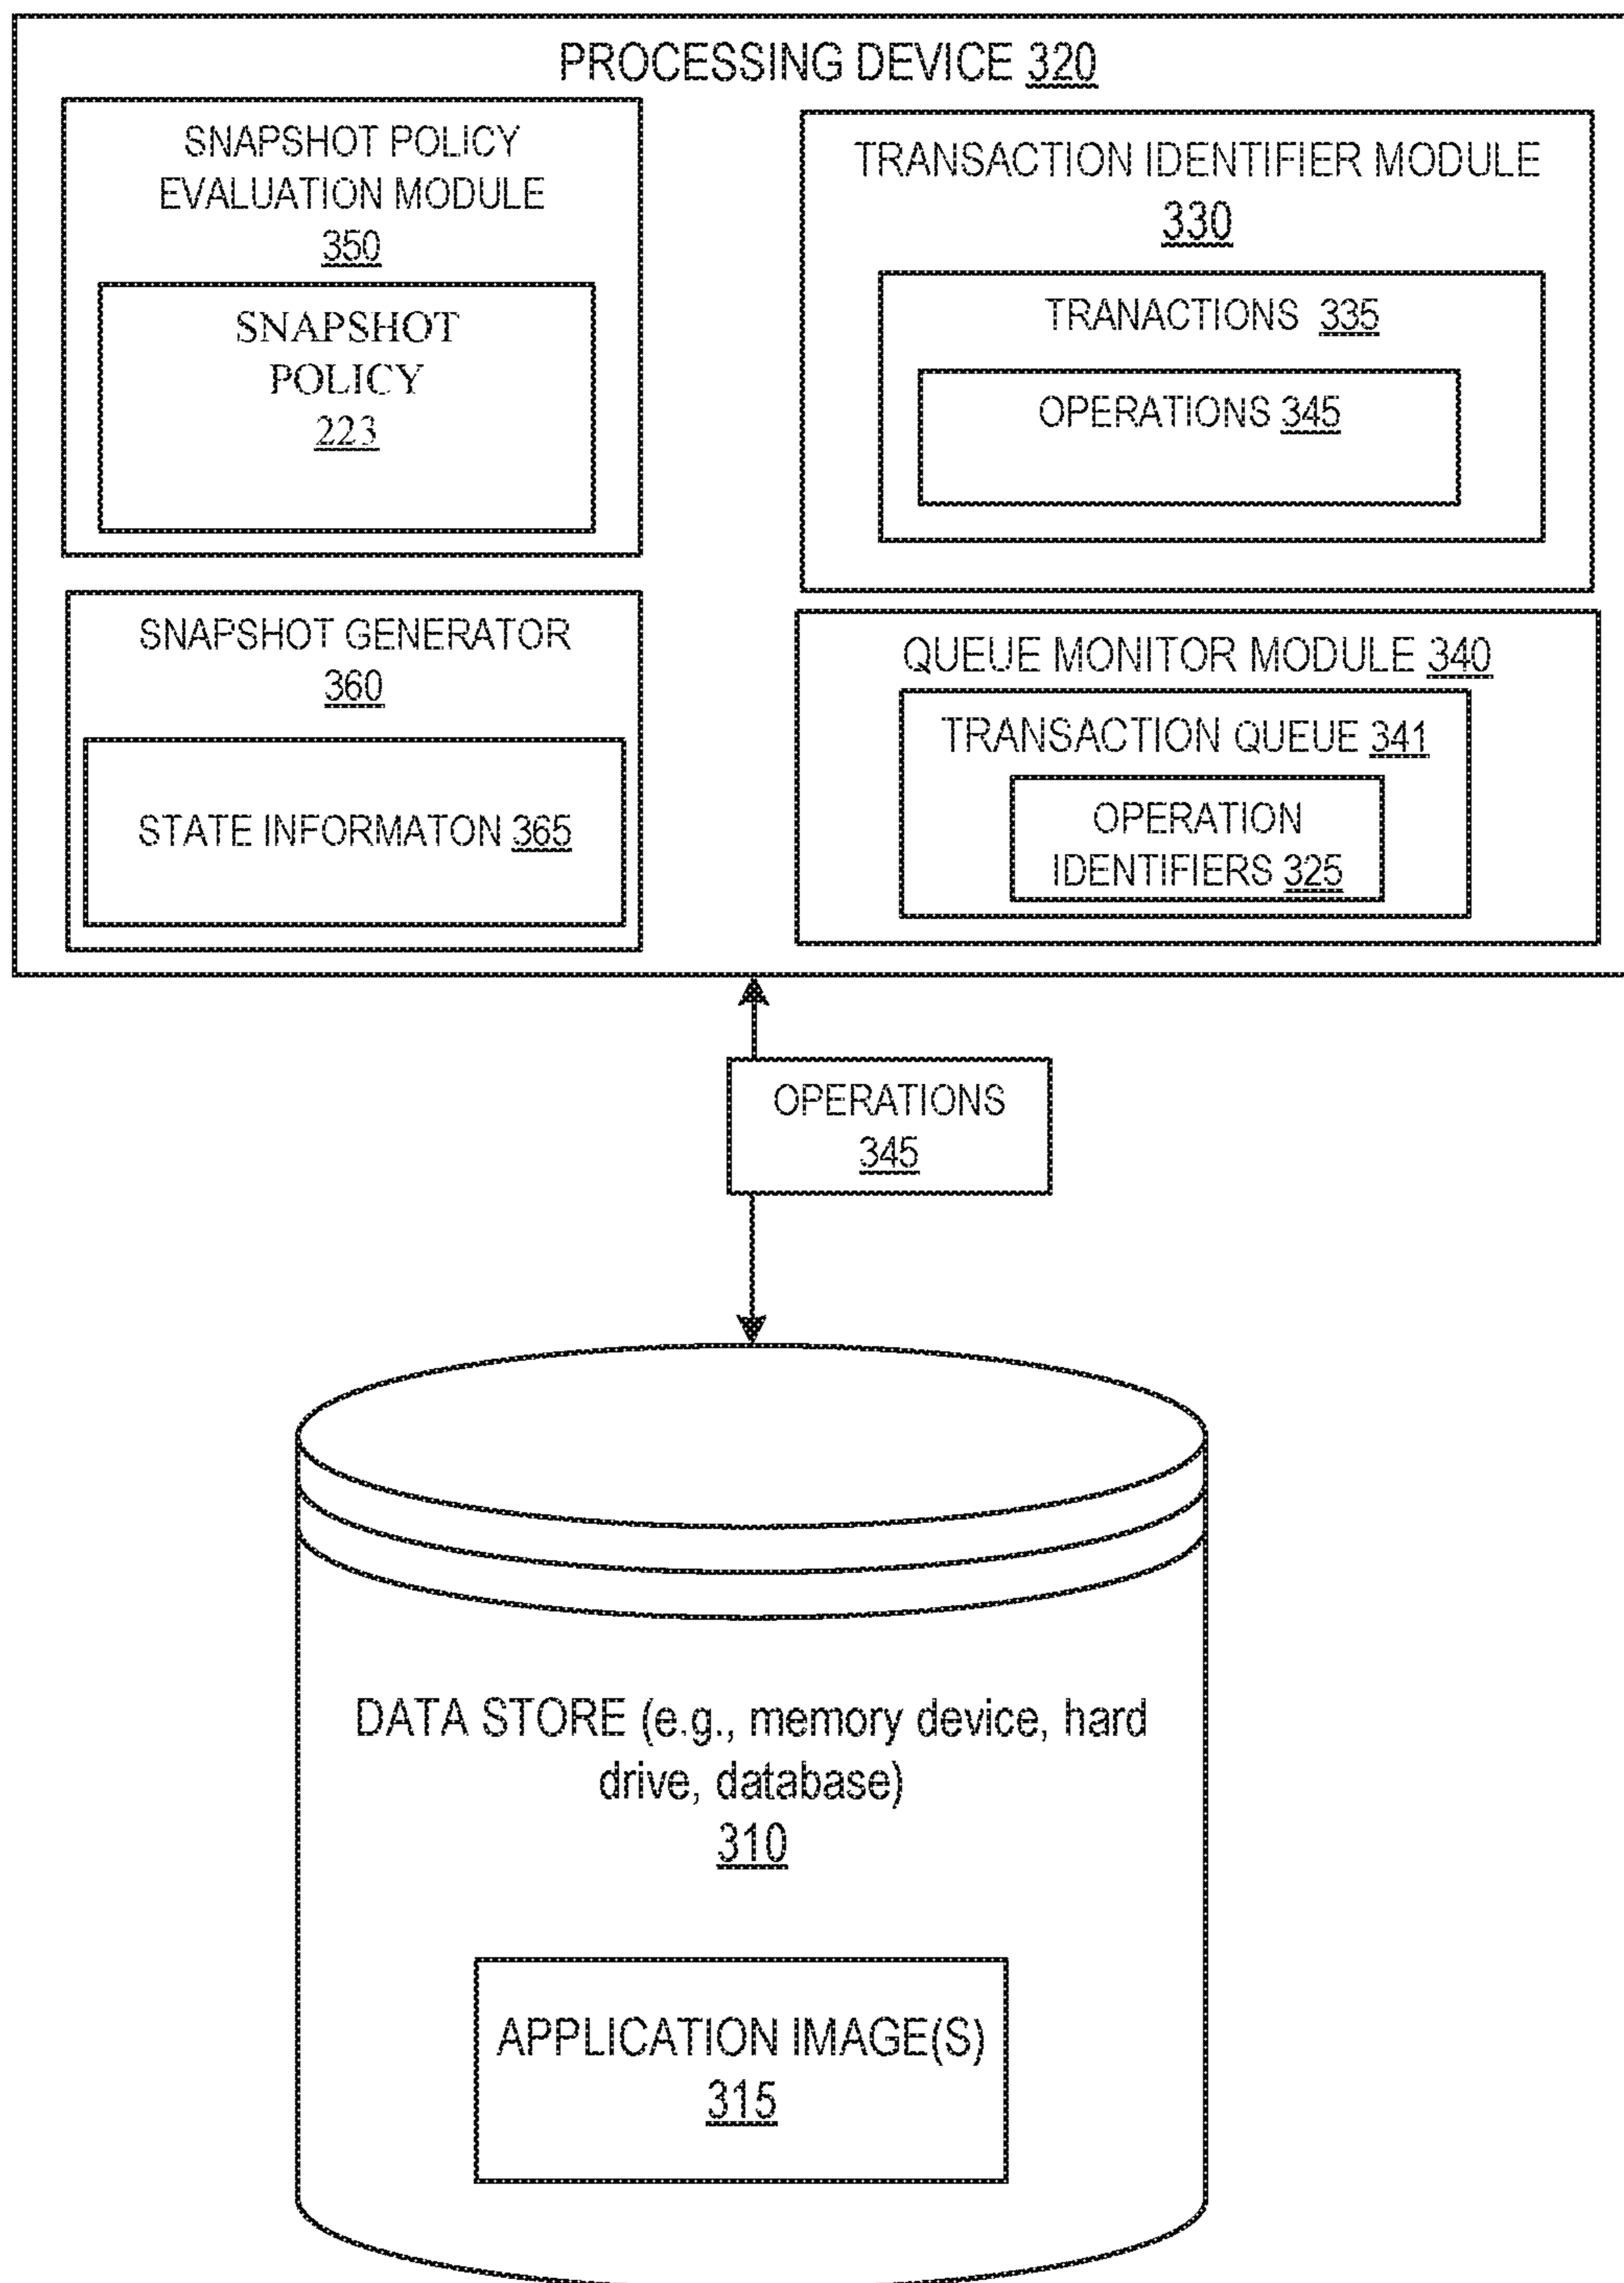 PROCESSING DEVICE 320
SNAPSHOT POLICY
EVALUATION MODULE
350
SNAPSHOT
POLICY
223
TRANSACTION IDENTIFIER MODULE
330
TRANACTIONS 335
OPERATIONS 345
SNAPSHOT GENERATOR
360
STATE INFORMATON 365
QUEUE MONITOR MODULE 340
TRANSACTION QUEUE 341
OPERATION
IDENTIFIERS 325
OPERATIONS
345
DATA STORE (e.g., memory device, hard
drive, database)
310
APPLICATION IMAGE(S)
315